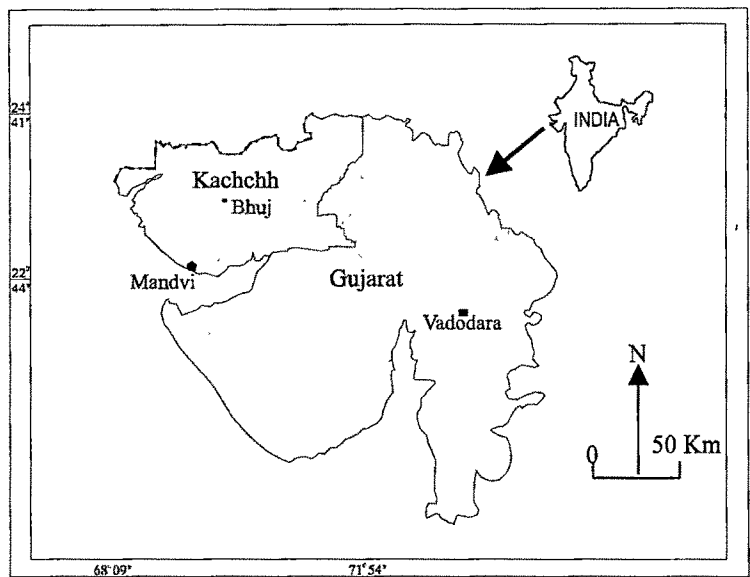 24°
41'
INDIA
Kachchh
Bhuj
Mandvi
22°
44'
Gujarat
Vadodara
N
0
50 Km
68°09'
71°54'